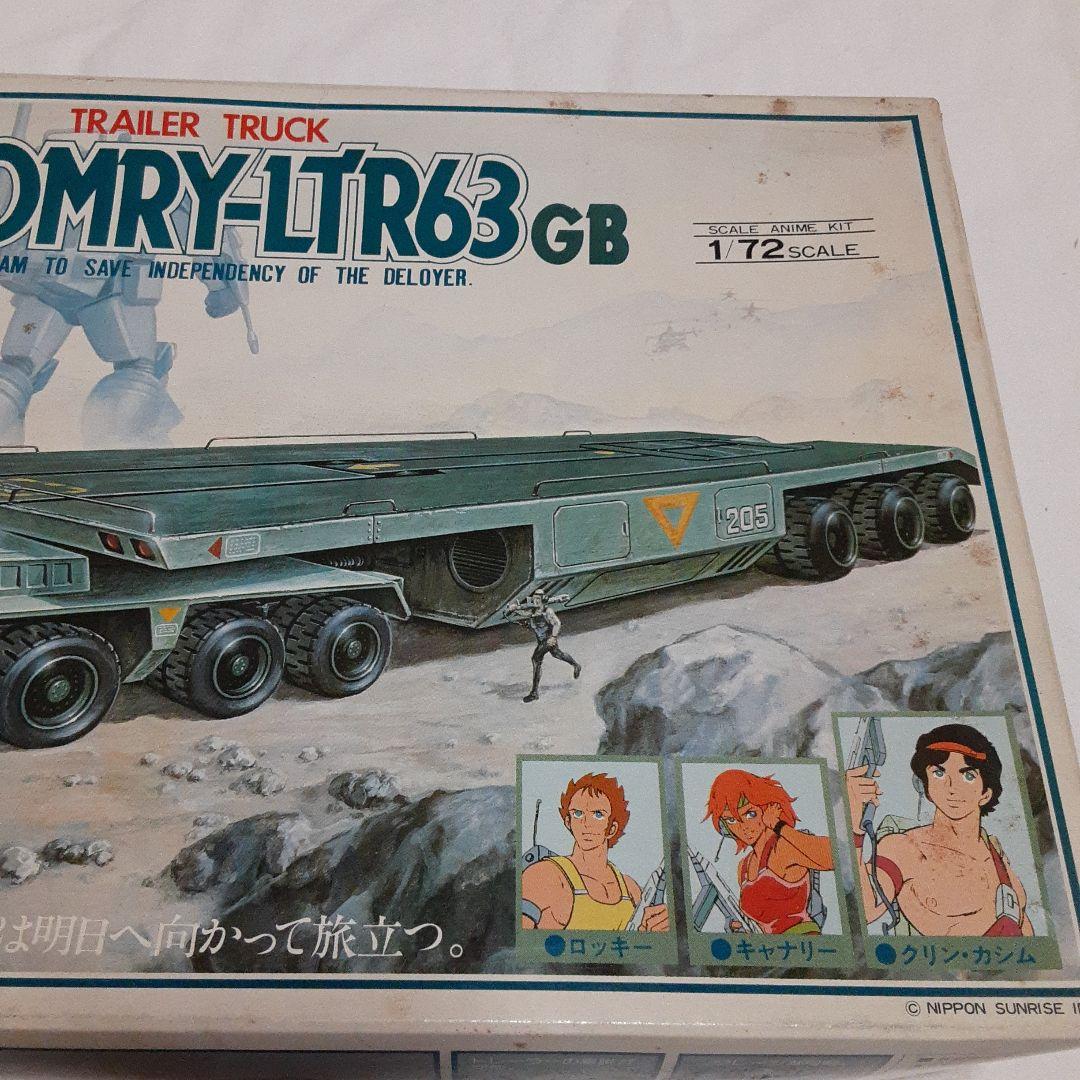 TRAILER TRUCK
OMRY-LTR63 GB
AM TO SAVE INDEPENDENCY OF THE DELOYER.
SCALE ANIME KIT
1/72 SCALE
205
は明日へ向かって旅立つ。
●ロッキー
●キャナリー
●クリン・カシム
© NIPPON SUNRISE